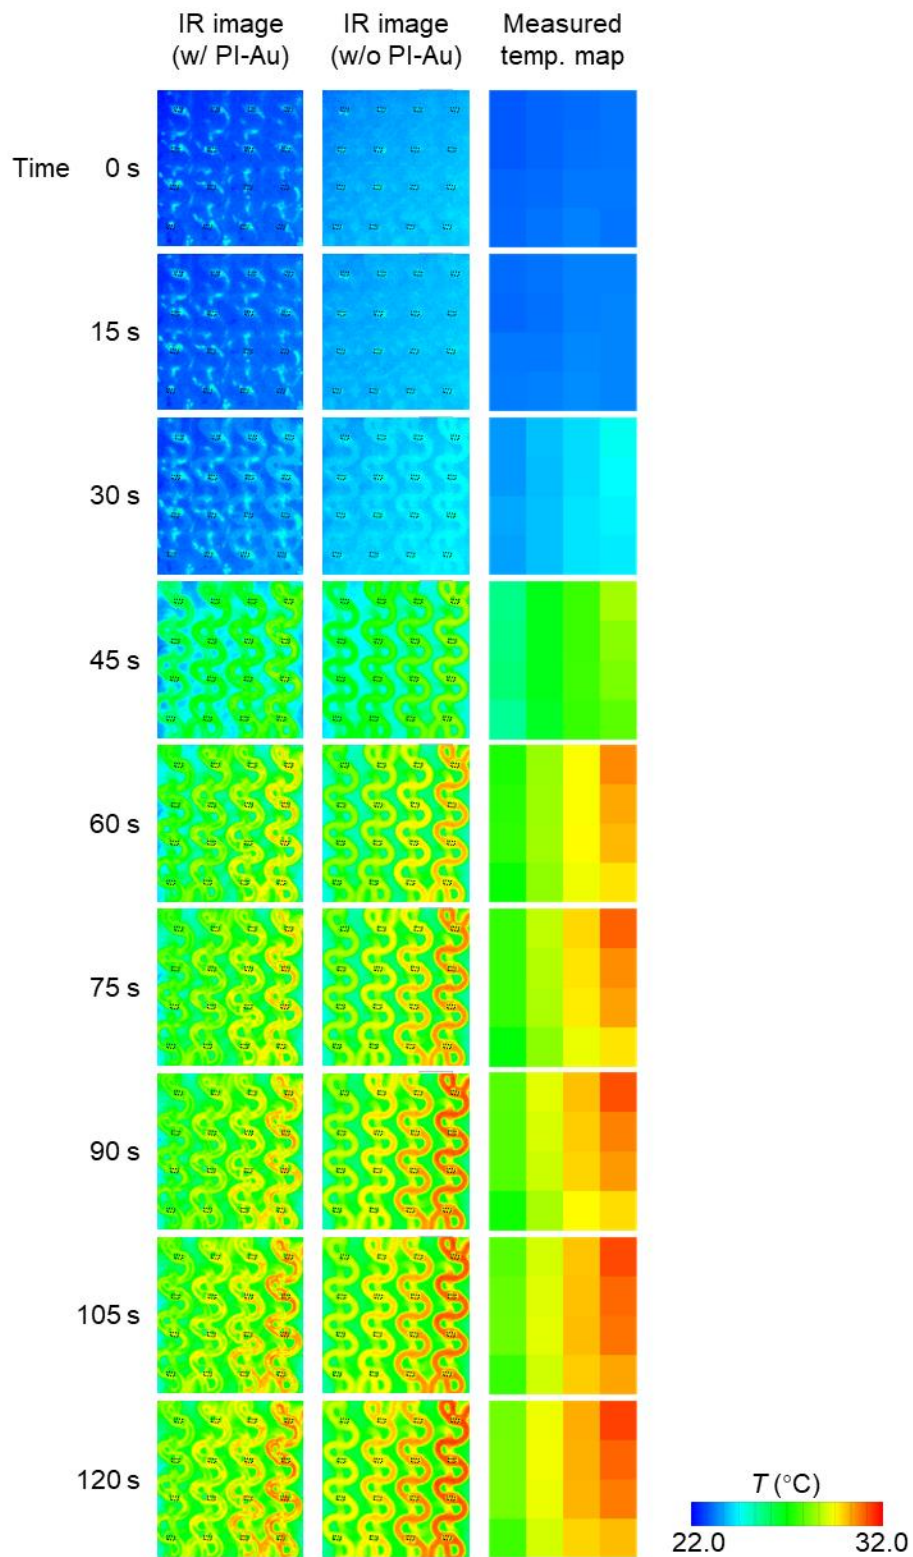 IR image
(w/ PI-Au)
IR image
(w/o PI-Au)
Measured
temp. map
Time 0 s
15 s
30 s
45 s
60 s
75 s
90 s
105 s
120 s
T (°C)
22.0 32.0